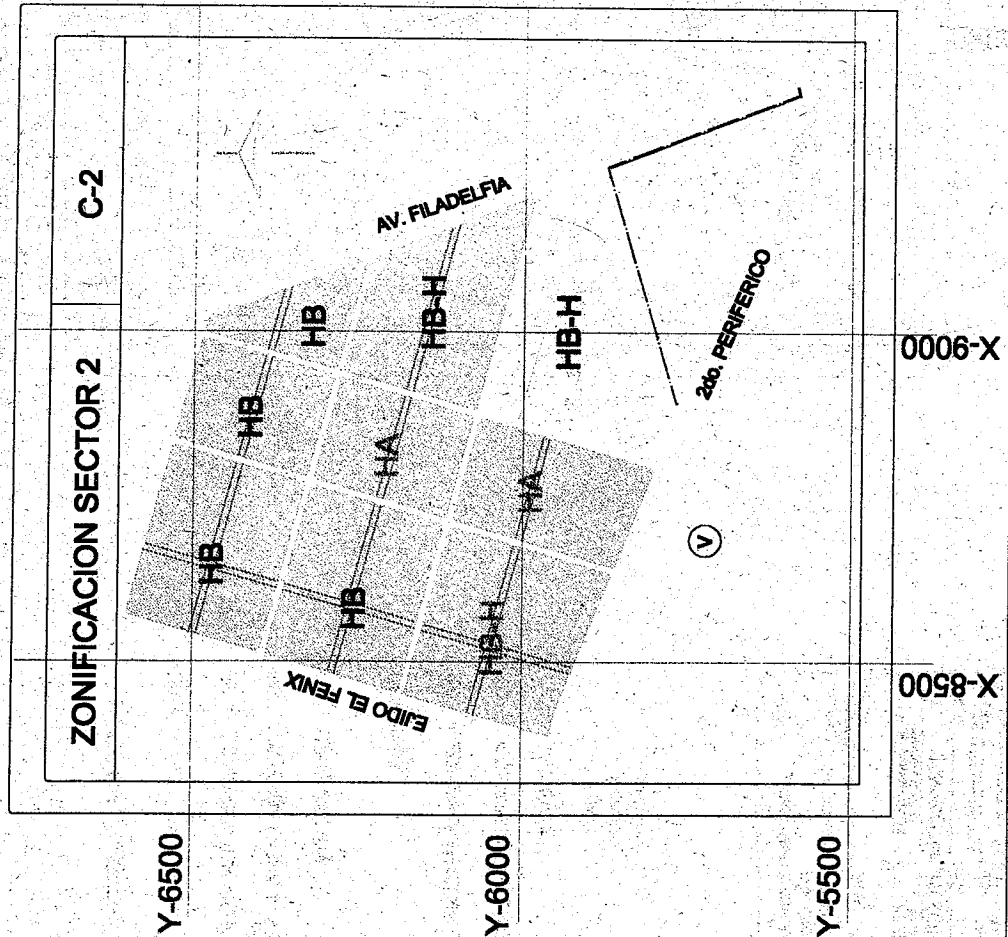 ZONIFICACION SECTOR 2
C-2
AV. FILADELFIA
HB
HB
HB
HB-H
HA
HB
HB-H
HA
HB-H
EJIDO EL FENIX
2do. PERIFERICO
V
Y-6500
Y-6000
Y-5500
X-9000
X-8500